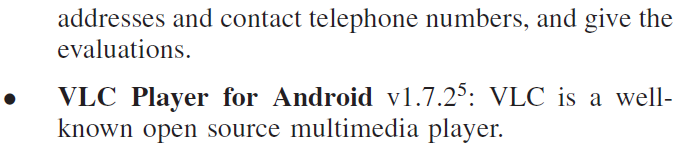 addresses and contact telephone numbers, and give the
evaluations.
• VLC Player for Android v1.7.2⁵: VLC is a well-
known open source multimedia player.